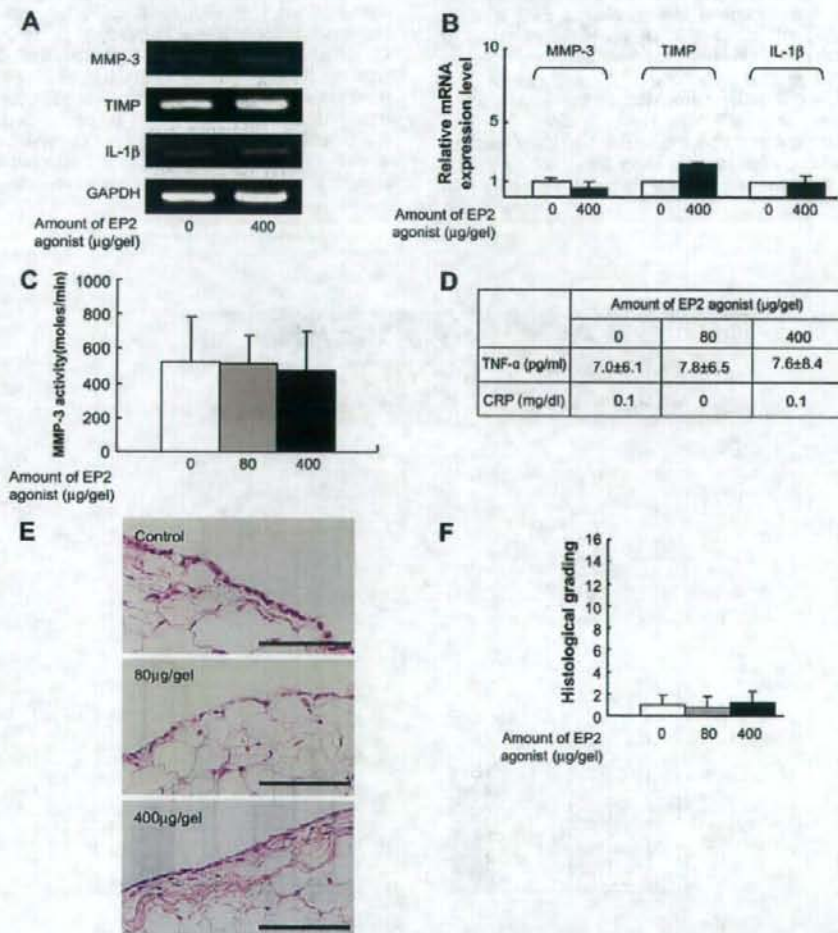 A
MMP-3
TIMP
IL-1β
GAPDH
Amount of EP2 agonist (μg/gel)
0 400
B
Relative mRNA expression level
10
5
1
MMP-3 TIMP IL-1β
0 400 0 400 0 400
Amount of EP2 agonist (μg/gel)
C
MMP-3 activity(moles/min)
1000
800
600
400
200
0
0 80 400
Amount of EP2 agonist (μg/gel)
D
Amount of EP2 agonist (μg/gel)
0 80 400
TNF-α (pg/ml) 7.0±6.1 7.8±6.5 7.6±8.4
CRP (mg/dl) 0.1 0 0.1
E
Control
80μg/gel
400μg/gel
F
Histological grading
16
14
12
10
8
6
4
2
0
0 80 400
Amount of EP2 agonist (μg/gel)